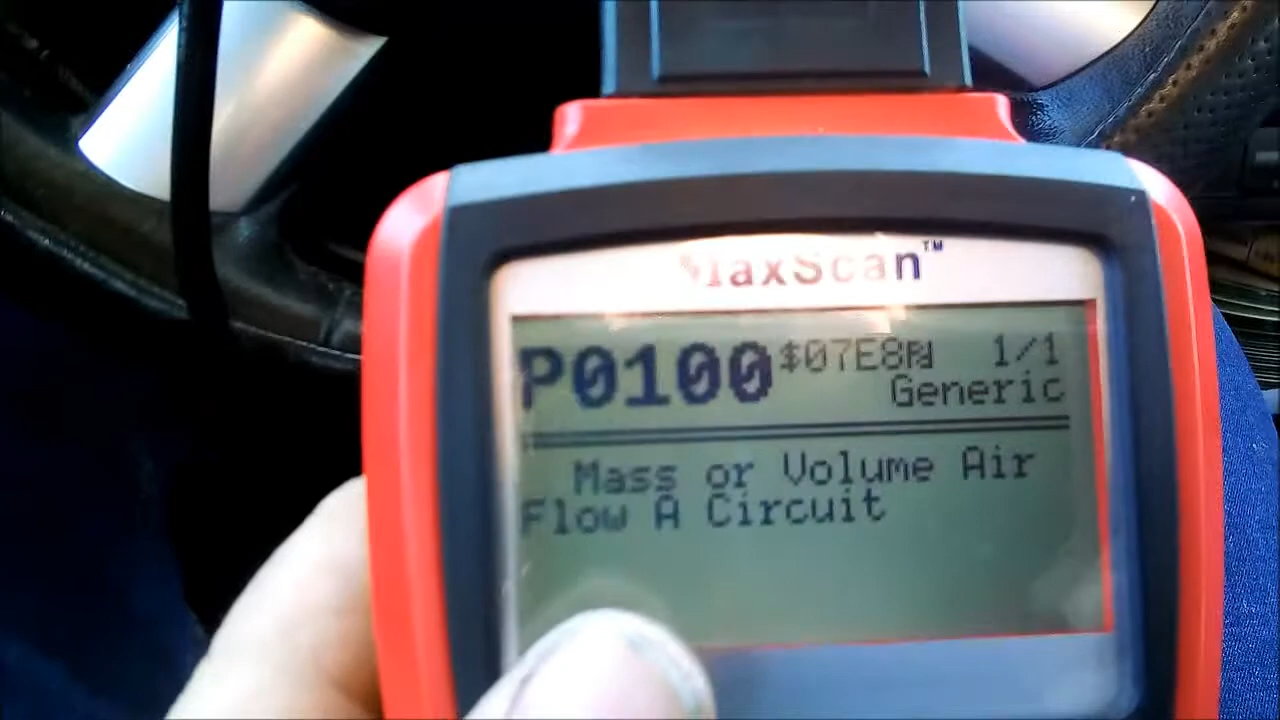 MaxScan™
P0100 $07E8 1/1
Generic
Mass or Volume Air
Flow A Circuit